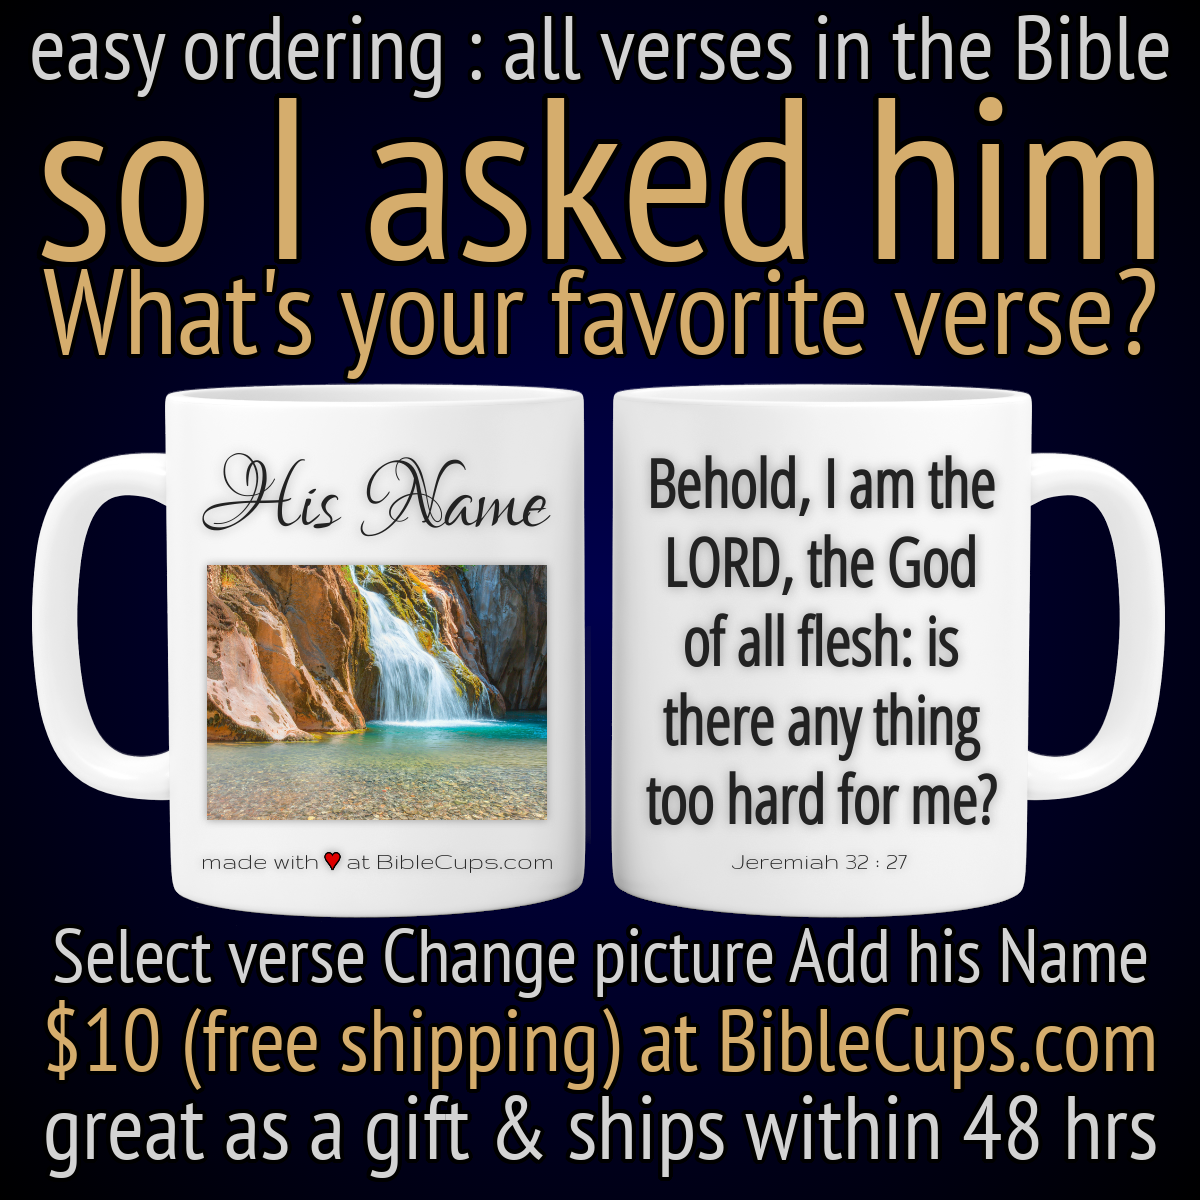 easy ordering : all verses in the Bible
so I asked him
What's your favorite verse?
His Name
made with ♥ at BibleCups.com
Behold, I am the
LORD, the God
of all flesh: is
there any thing
too hard for me?
Jeremiah 32 : 27
Select verse Change picture Add his Name
$10 (free shipping) at BibleCups.com
great as a gift & ships within 48 hrs